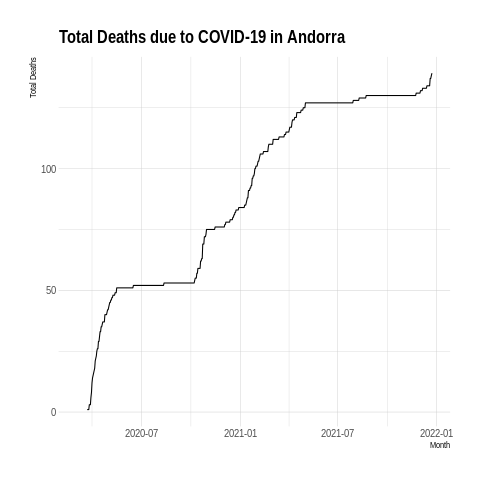 Total Deaths due to COVID-19 in Andorra
Total Deaths
100
50
0
2020-07 2021-01 2021-07 2022-01
Month